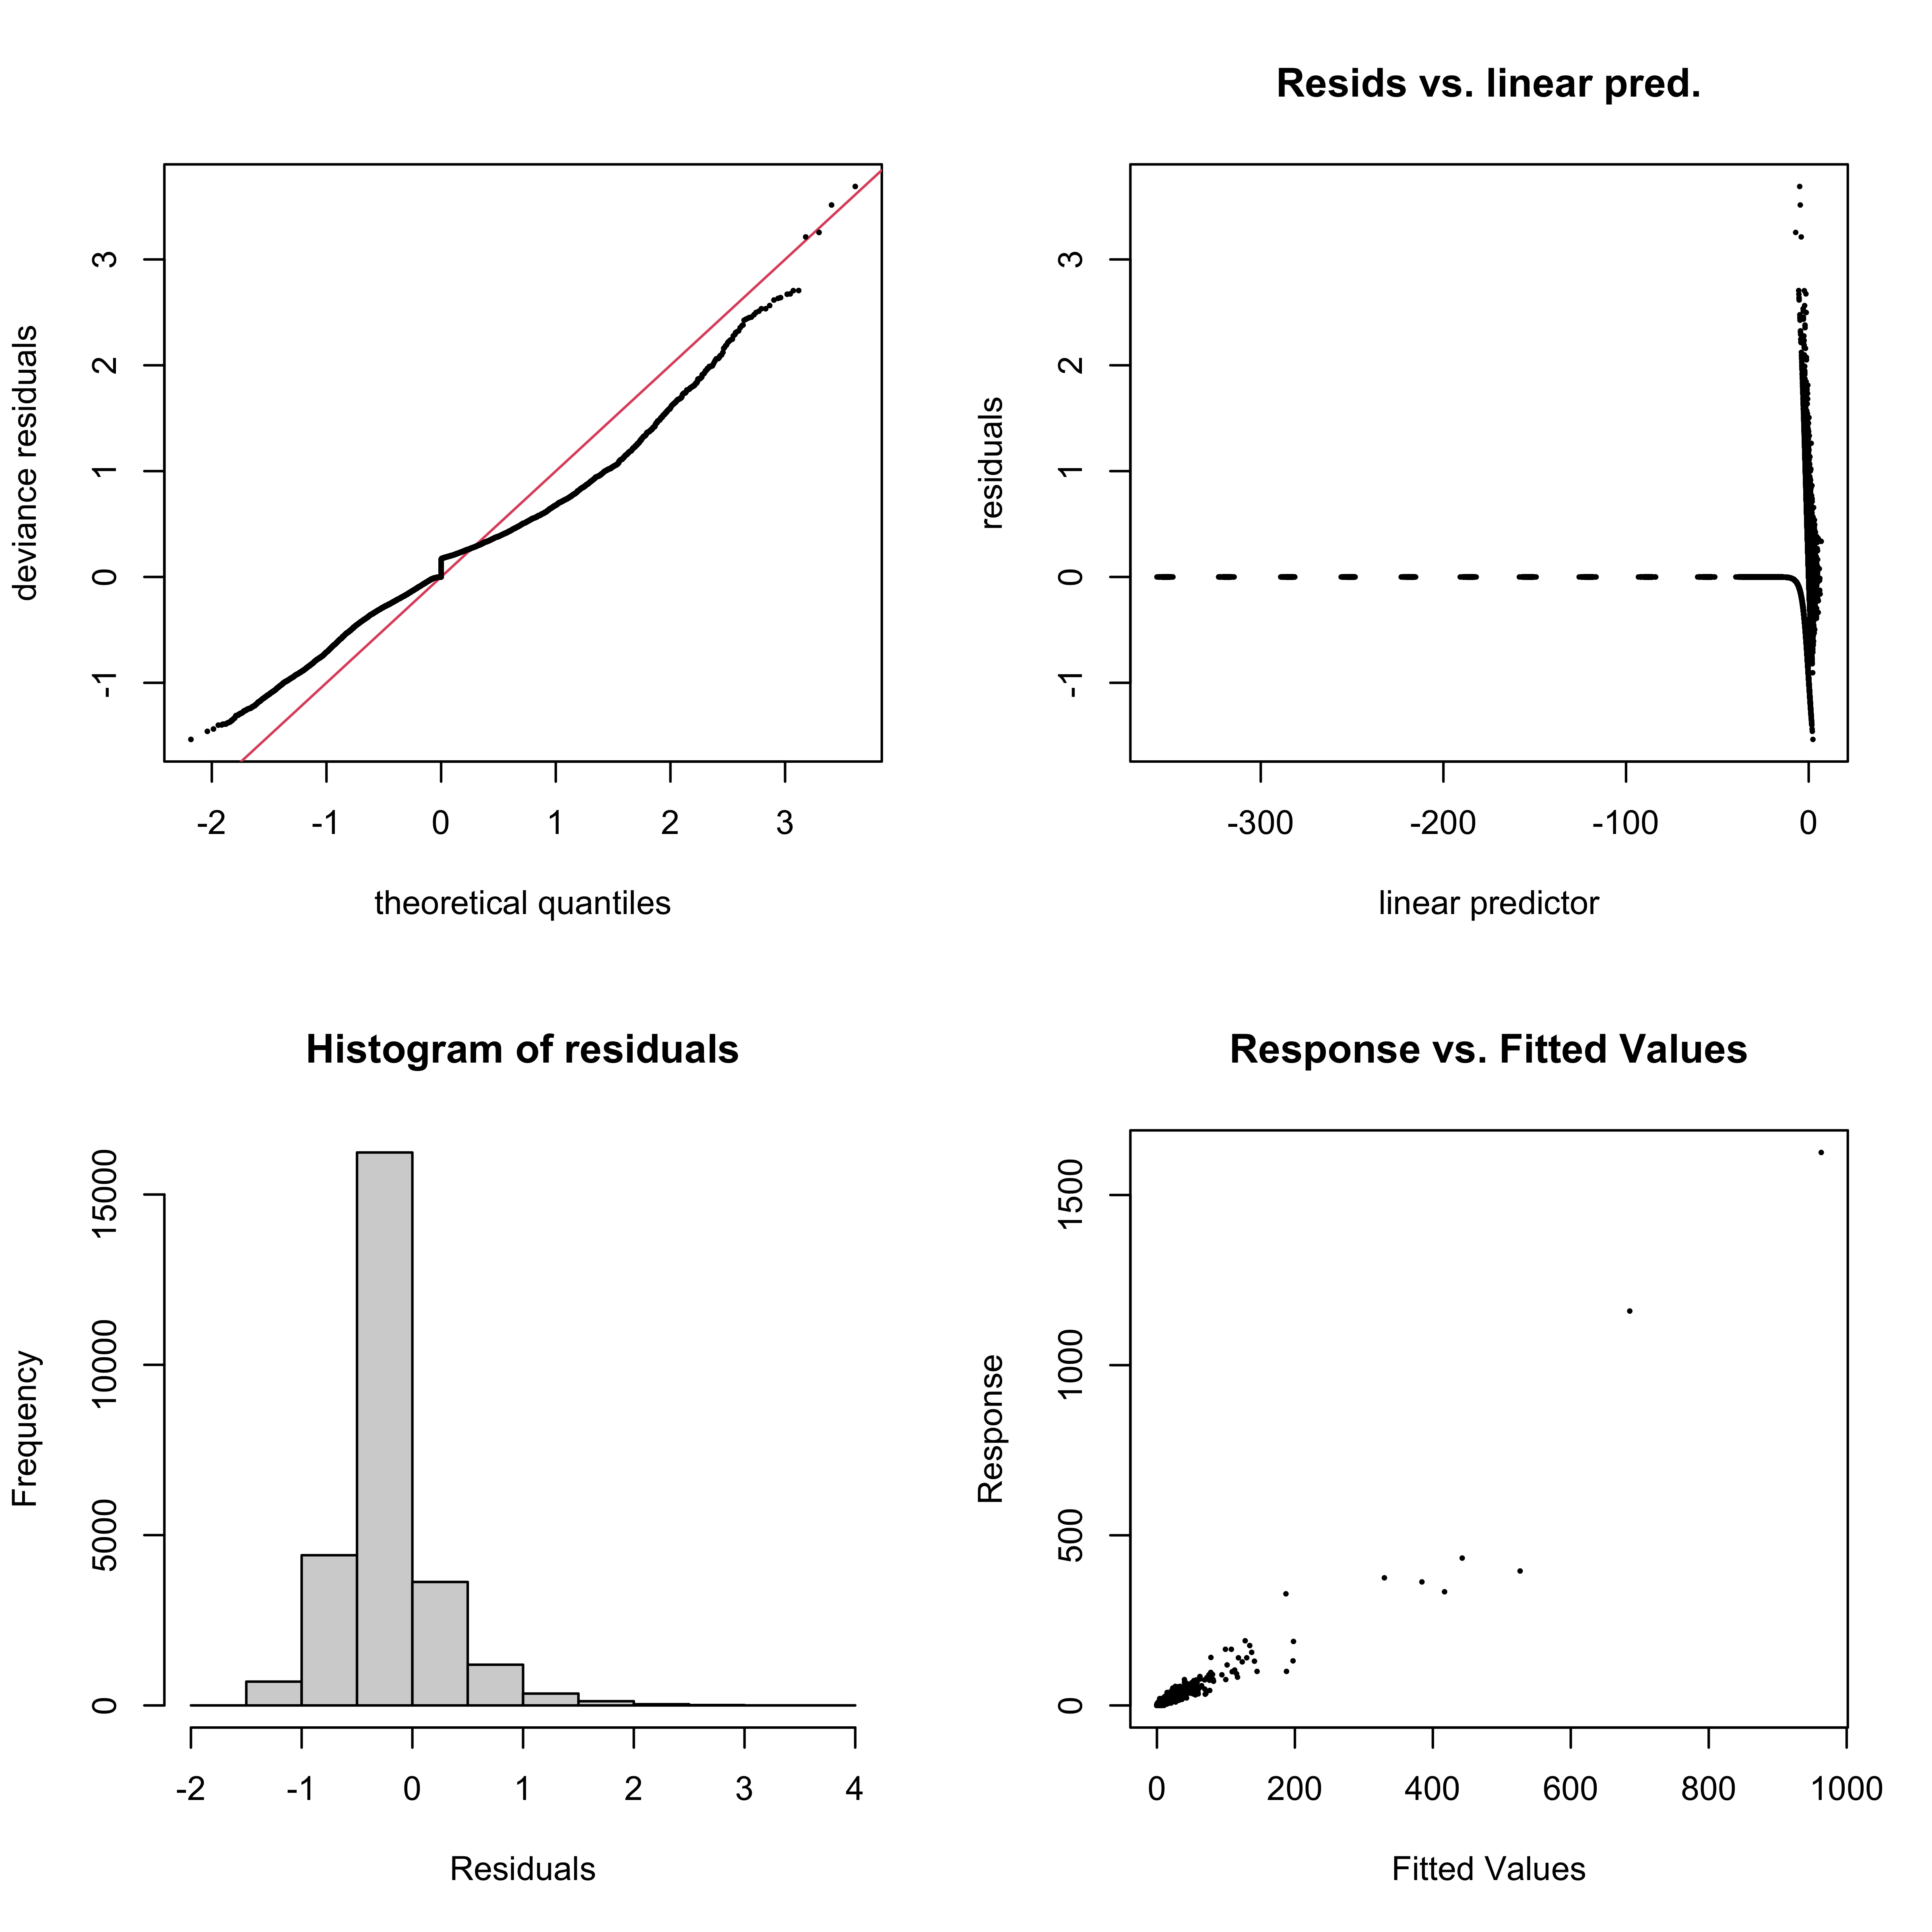 deviance residuals
3
2
1
0
-1
-2 -1 0 1 2 3
theoretical quantiles
Resids vs. linear pred.
residuals
3
2
1
0
-1
-300 -200 -100 0
linear predictor
Histogram of residuals
Frequency
15000
10000
5000
0
-2 -1 0 1 2 3 4
Residuals
Response vs. Fitted Values
Response
1500
1000
500
0
0 200 400 600 800 1000
Fitted Values